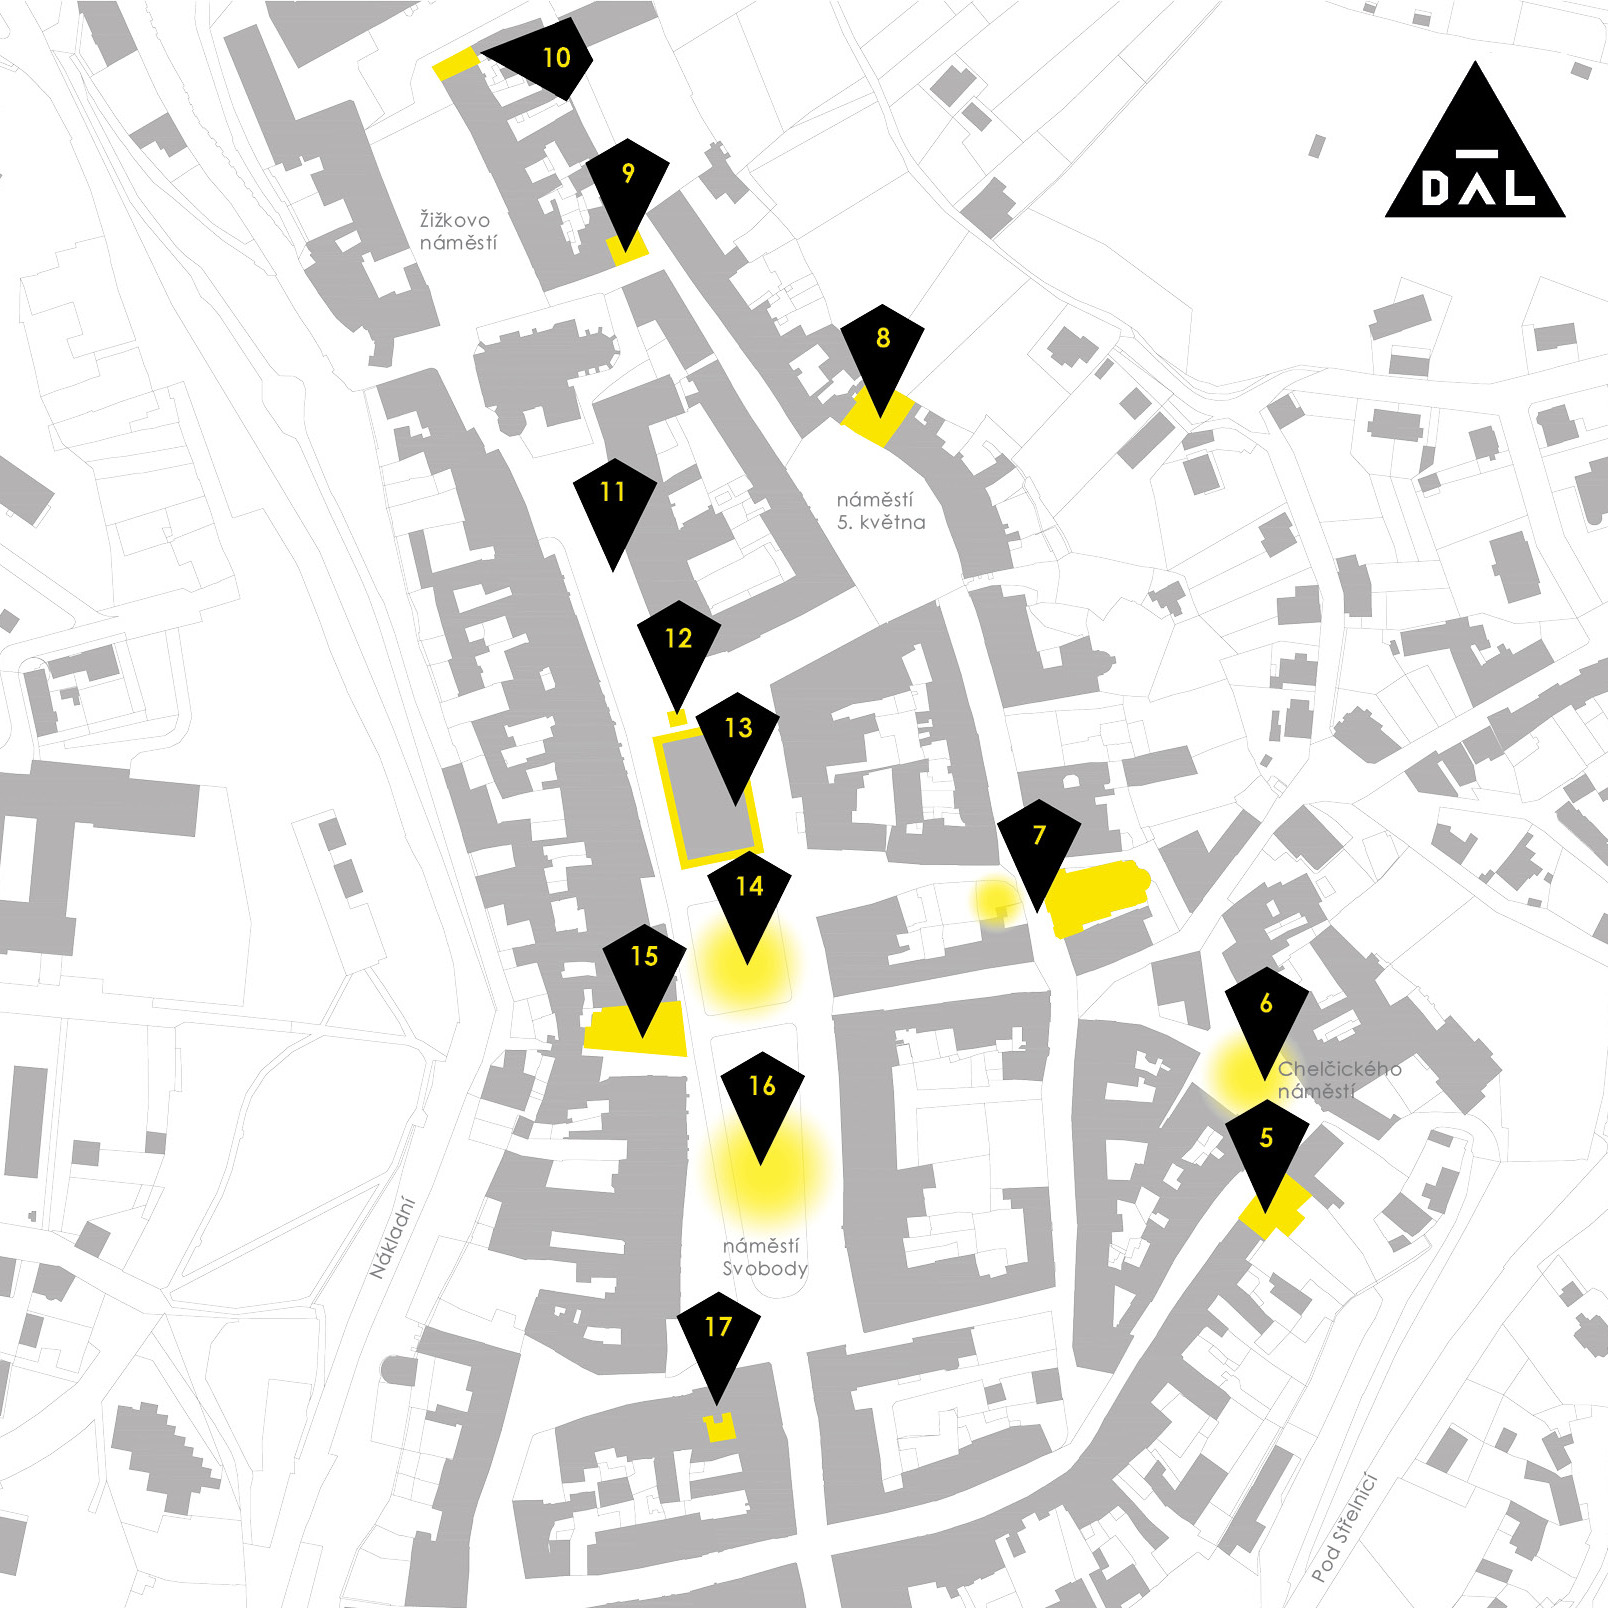 10
9
DAL
Žižkovo
náměstí
8
11
náměstí
5. května
12
13
7
14
15
6
Chelčického
náměstí
16
5
Nákladní
náměstí
Svobody
17
Pod Střelnicí